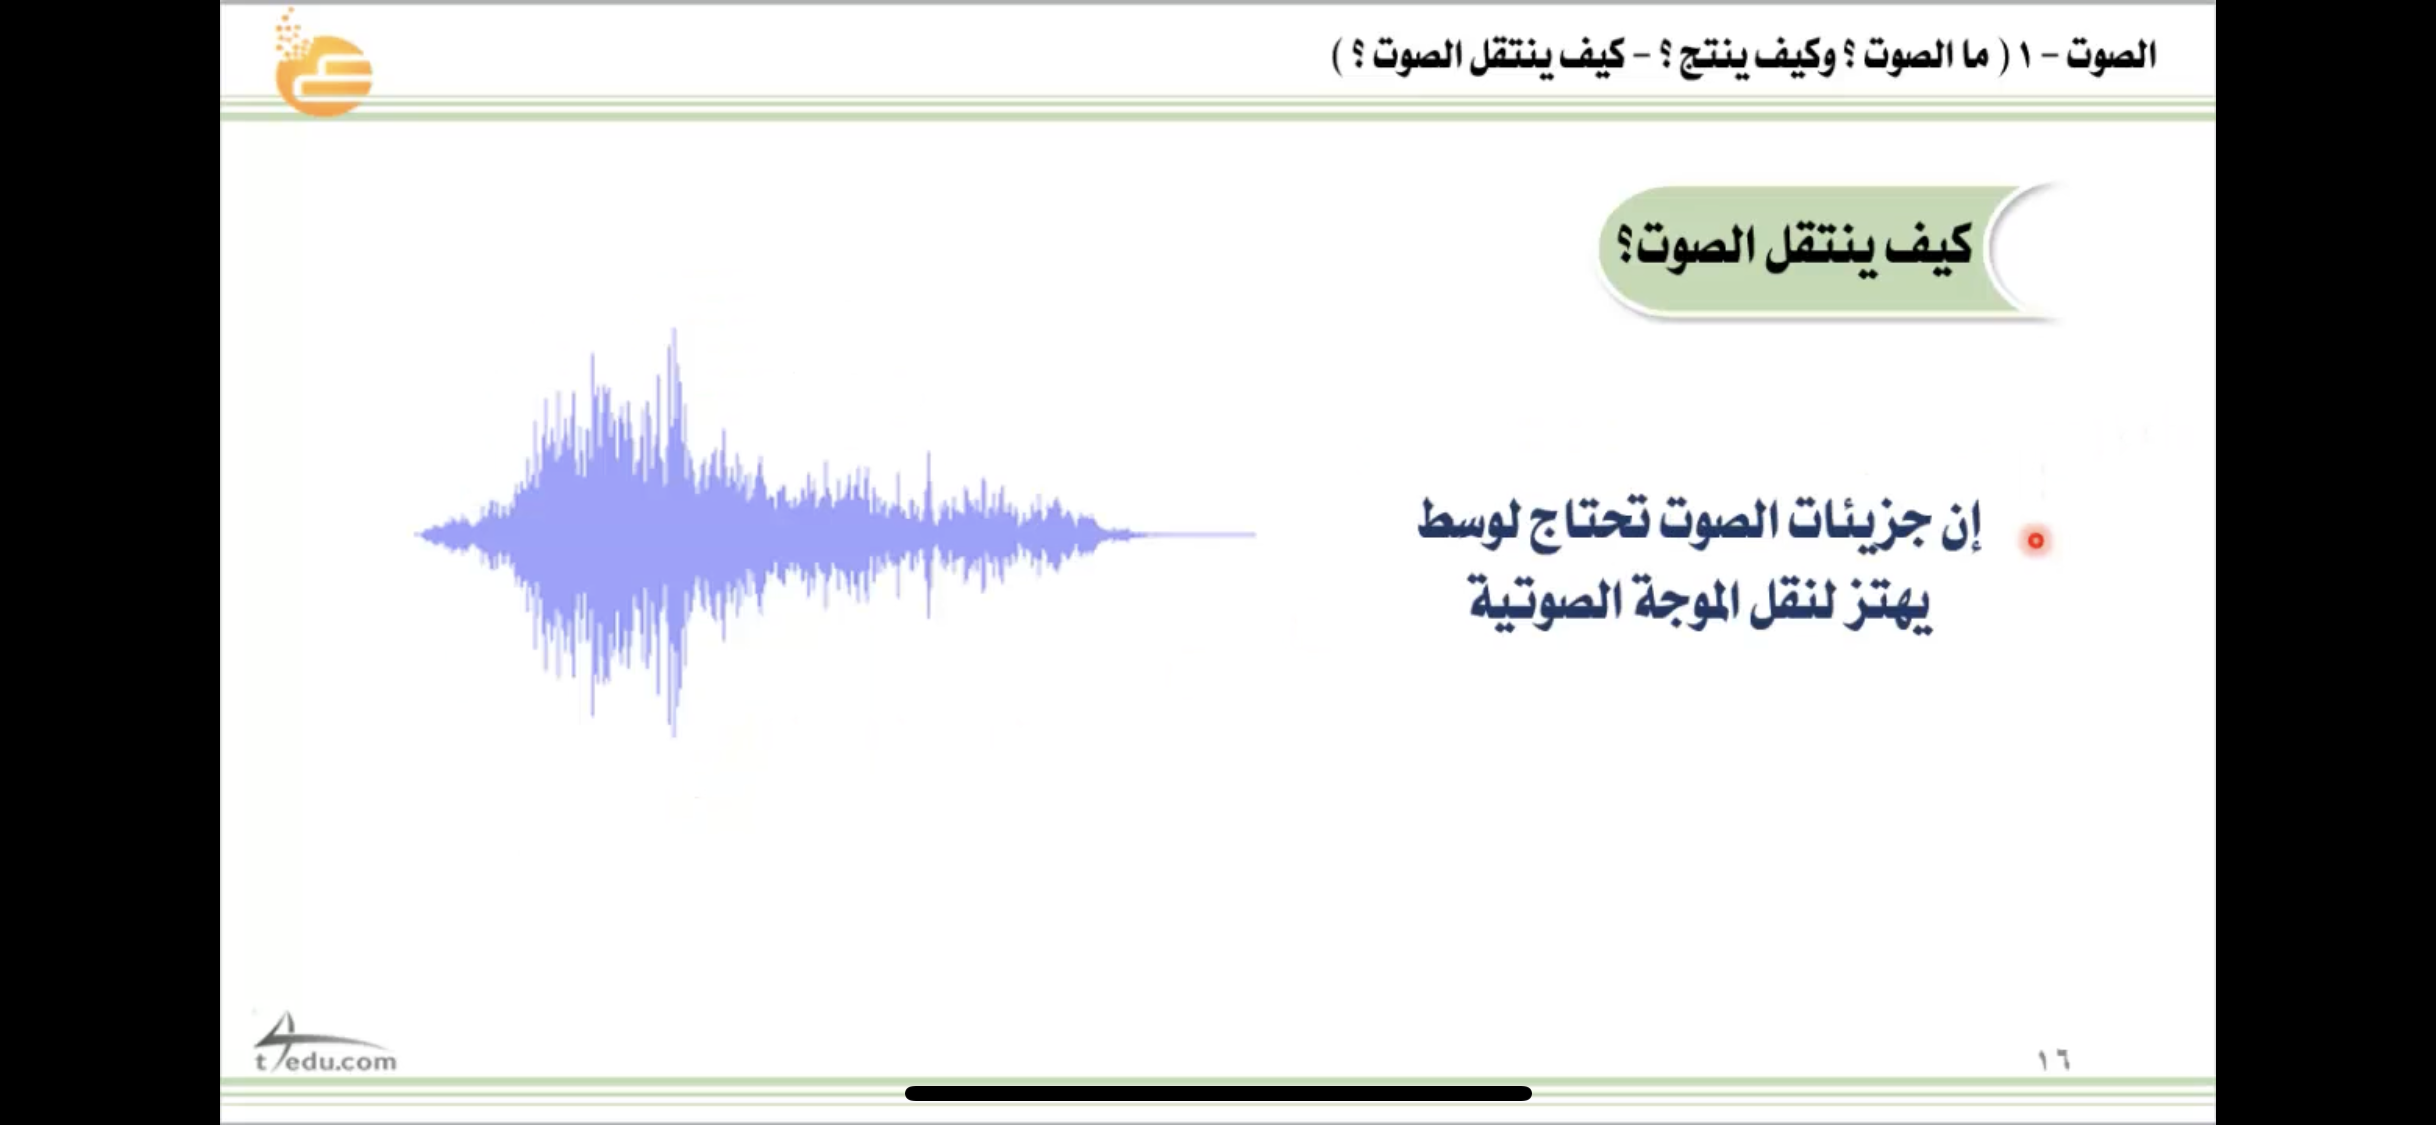 الصوت - ١ ( ما الصوت ؟ وكيف ينتج ؟ - كيف ينتقل الصوت ؟ )
كيف ينتقل الصوت؟
إن جزيئات الصوت تحتاج لوسط
يهتز لنقل الموجة الصوتية
t4edu.com
١٦